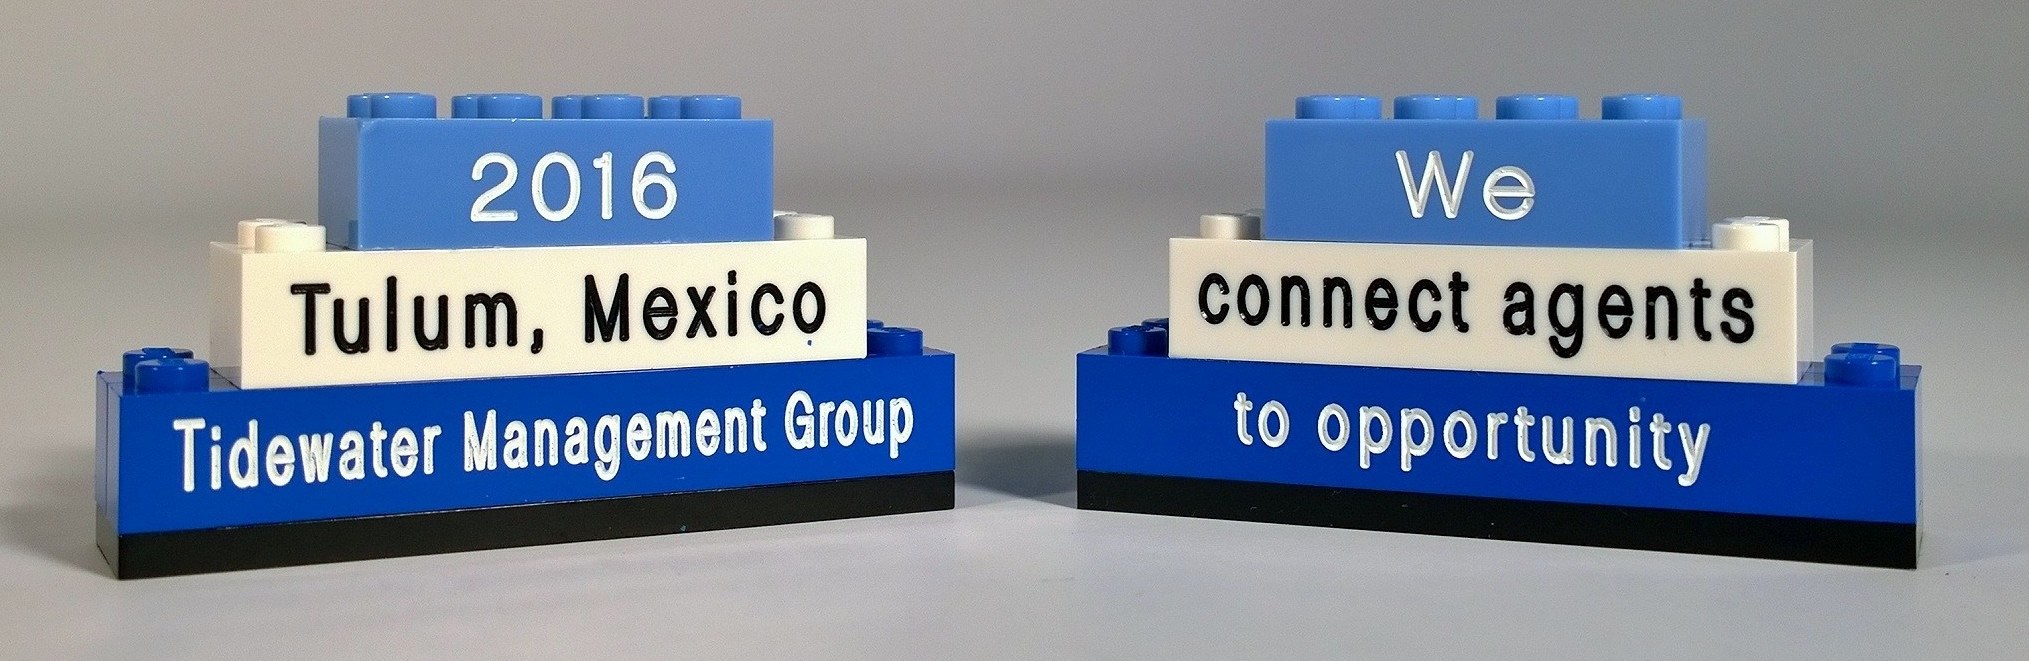 2016
Tulum, Mexico
Tidewater Management Group
We
connect agents
to opportunity